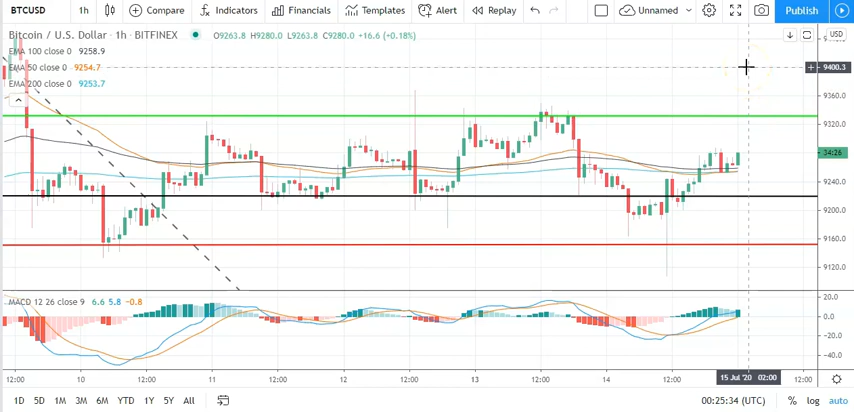 BTCUSD 1h Compare Indicators Financials Templates Alert Replay Unnamed Publish
Bitcoin / U.S. Dollar · 1h · BITFINEX O9263.8 H9280.0 L9263.8 C9280.0 +16.6 (+0.18%) USD
EMA 100 close 0 9258.9
EMA 50 close 0 9254.7
9400.3
EMA 200 close 0 9253.7
9360.0
9320.0
34:26
9240.0
9200.0
9160.0
9120.0
MACD 12 26 close 9 6.6 5.8 -0.8
20.0
0.0
-20.0
-40.0
12:00 10 12:00 11 12:00 12 12:00 13 12:00 14 12:00 15 Jul '20 02:00 12:00
1D 5D 1M 3M 6M YTD 1Y 5Y All 00:25:34 (UTC) % log auto